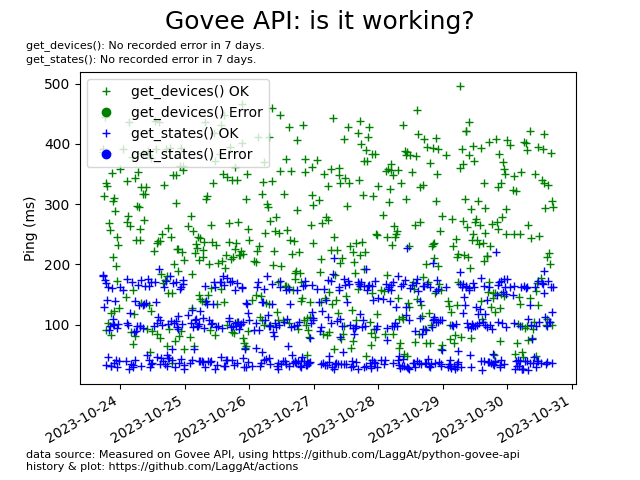 Govee API: is it working?
get_devices(): No recorded error in 7 days.
get_states(): No recorded error in 7 days.
500
400
300
200
100
Ping (ms)
get_devices() OK
get_devices() Error
get_states() OK
get_states() Error
2023-10-24
2023-10-25
2023-10-26
2023-10-27
2023-10-28
2023-10-29
2023-10-30
2023-10-31
data source: Measured on Govee API, using https://github.com/LaggAt/python-govee-api
history & plot: https://github.com/LaggAt/actions